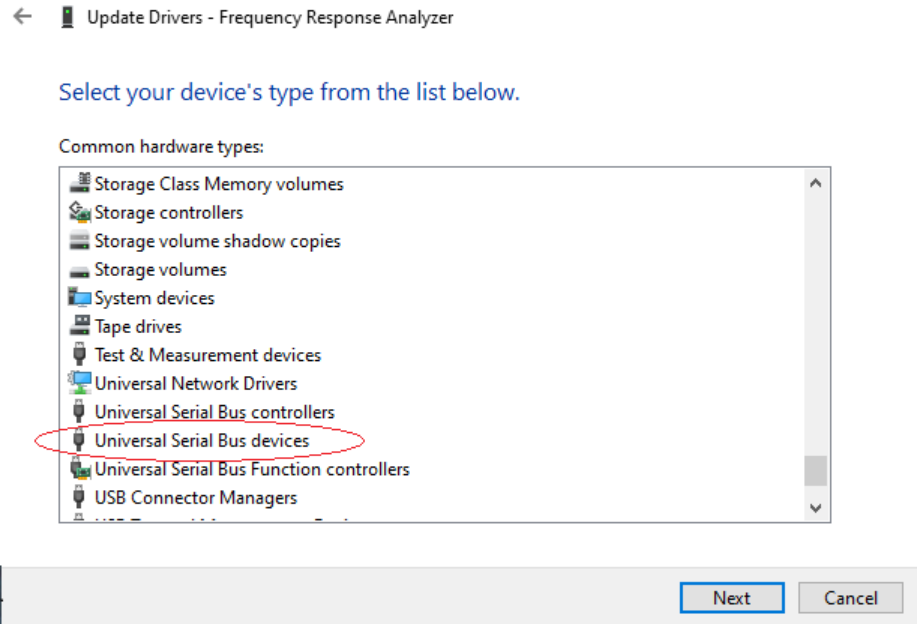 Update Drivers - Frequency Response Analyzer
Select your device's type from the list below.
Common hardware types:
Storage Class Memory volumes
Storage controllers
Storage volume shadow copies
Storage volumes
System devices
Tape drives
Test & Measurement devices
Universal Network Drivers
Universal Serial Bus controllers
Universal Serial Bus devices
Universal Serial Bus Function controllers
USB Connector Managers
Next Cancel